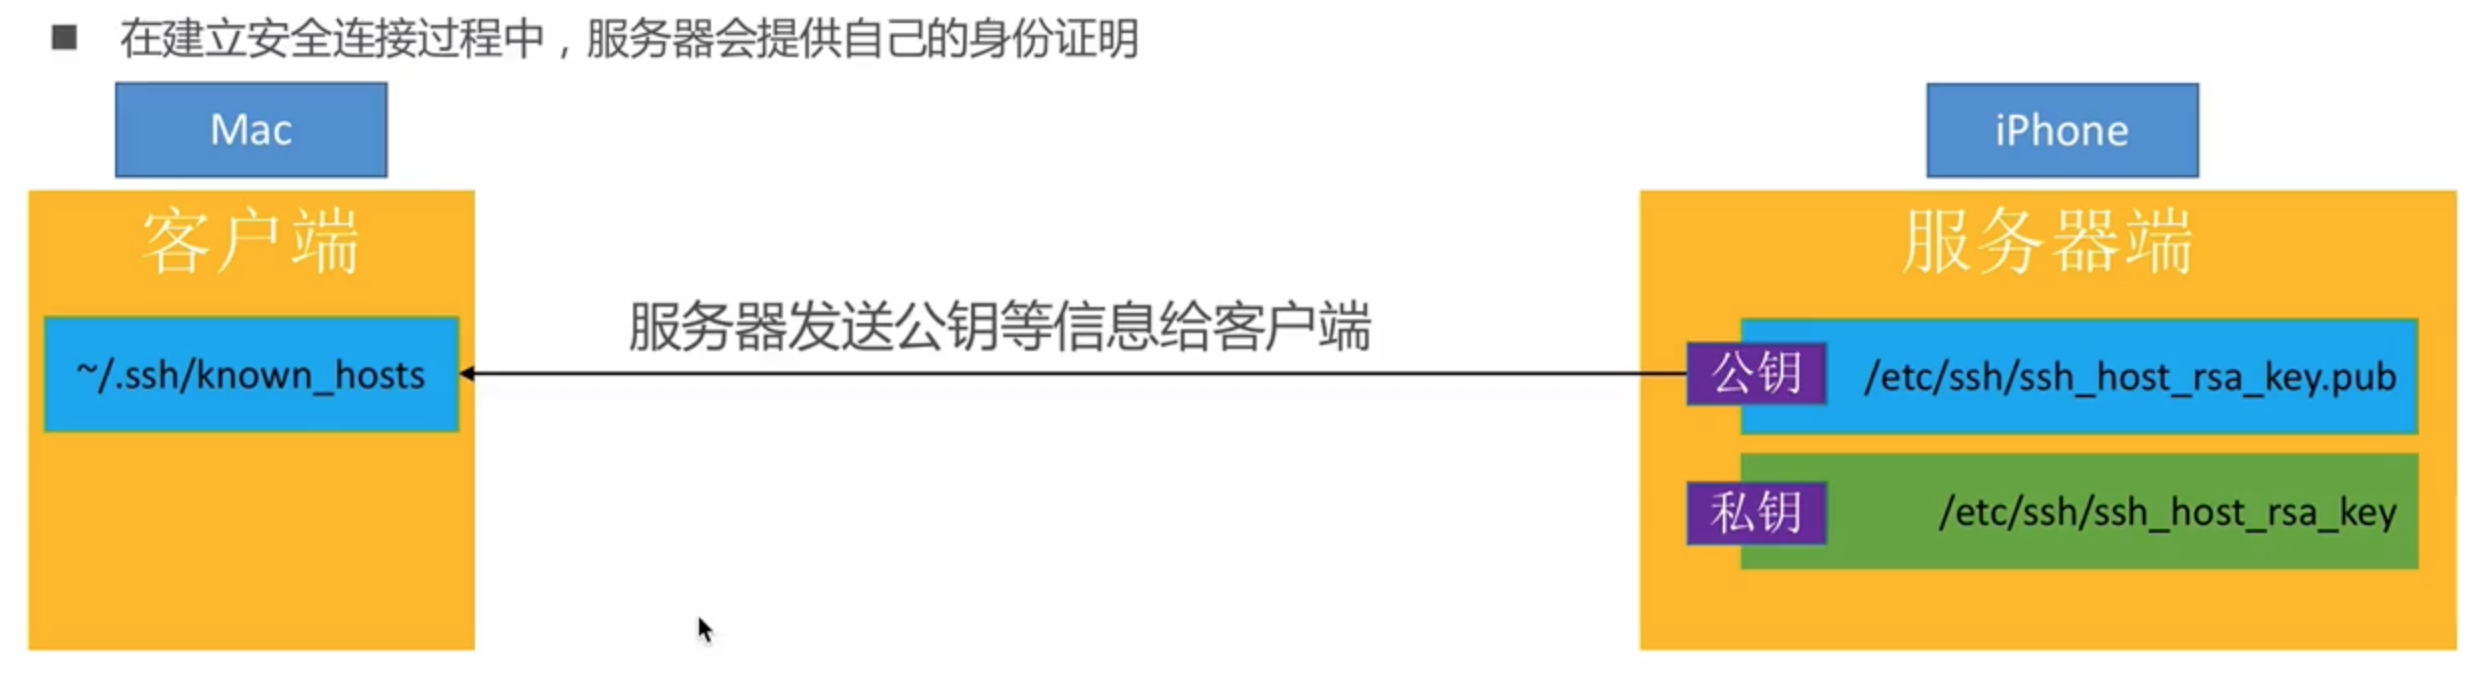 在建立安全连接过程中，服务器会提供自己的身份证明
Mac
iPhone
客户端
服务器端
服务器发送公钥等信息给客户端
~/.ssh/known_hosts
公钥
/etc/ssh/ssh_host_rsa_key.pub
私钥
/etc/ssh/ssh_host_rsa_key